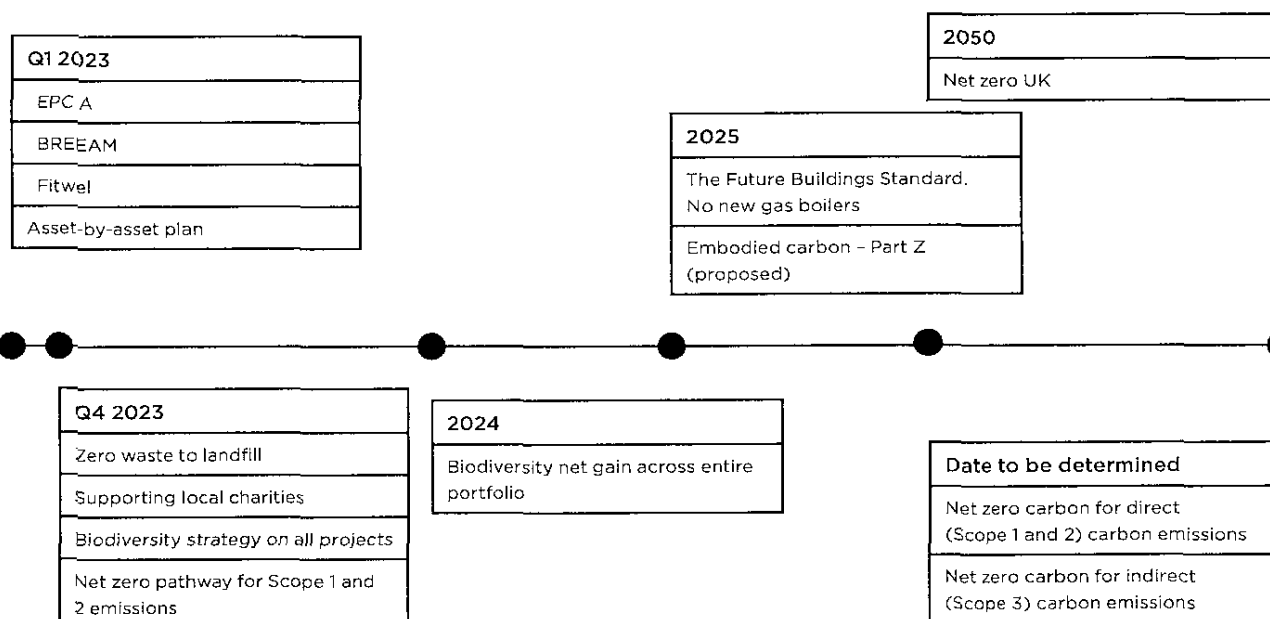 Q1 2023
EPC A
BREEAM
Fitwel
Asset-by-asset plan
2050
Net zero UK
2025
The Future Buildings Standard.
No new gas boilers
Embodied carbon – Part Z
(proposed)
Q4 2023
Zero waste to landfill
Supporting local charities
Biodiversity strategy on all projects
Net zero pathway for Scope 1 and
2 emissions
2024
Biodiversity net gain across entire
portfolio
Date to be determined
Net zero carbon for direct
(Scope 1 and 2) carbon emissions
Net zero carbon for indirect
(Scope 3) carbon emissions